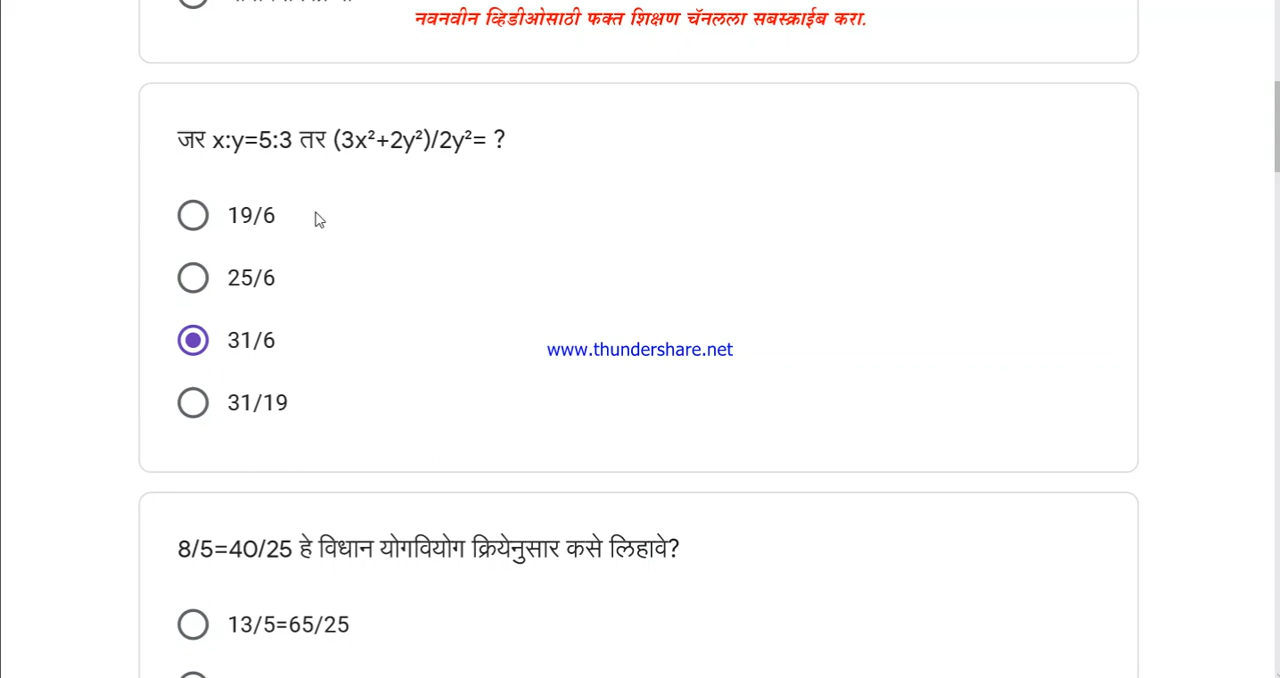 नवनवीन व्हिडीओसाठी फक्त शिक्षण चॅनलला सबस्क्राईब करा.
जर x:y=5:3 तर (3x²+2y²)/2y²= ?
19/6
25/6
31/6
www.thundershare.net
31/19
8/5=40/25 हे विधान योगवियोग क्रियेनुसार कसे लिहावे?
13/5=65/25